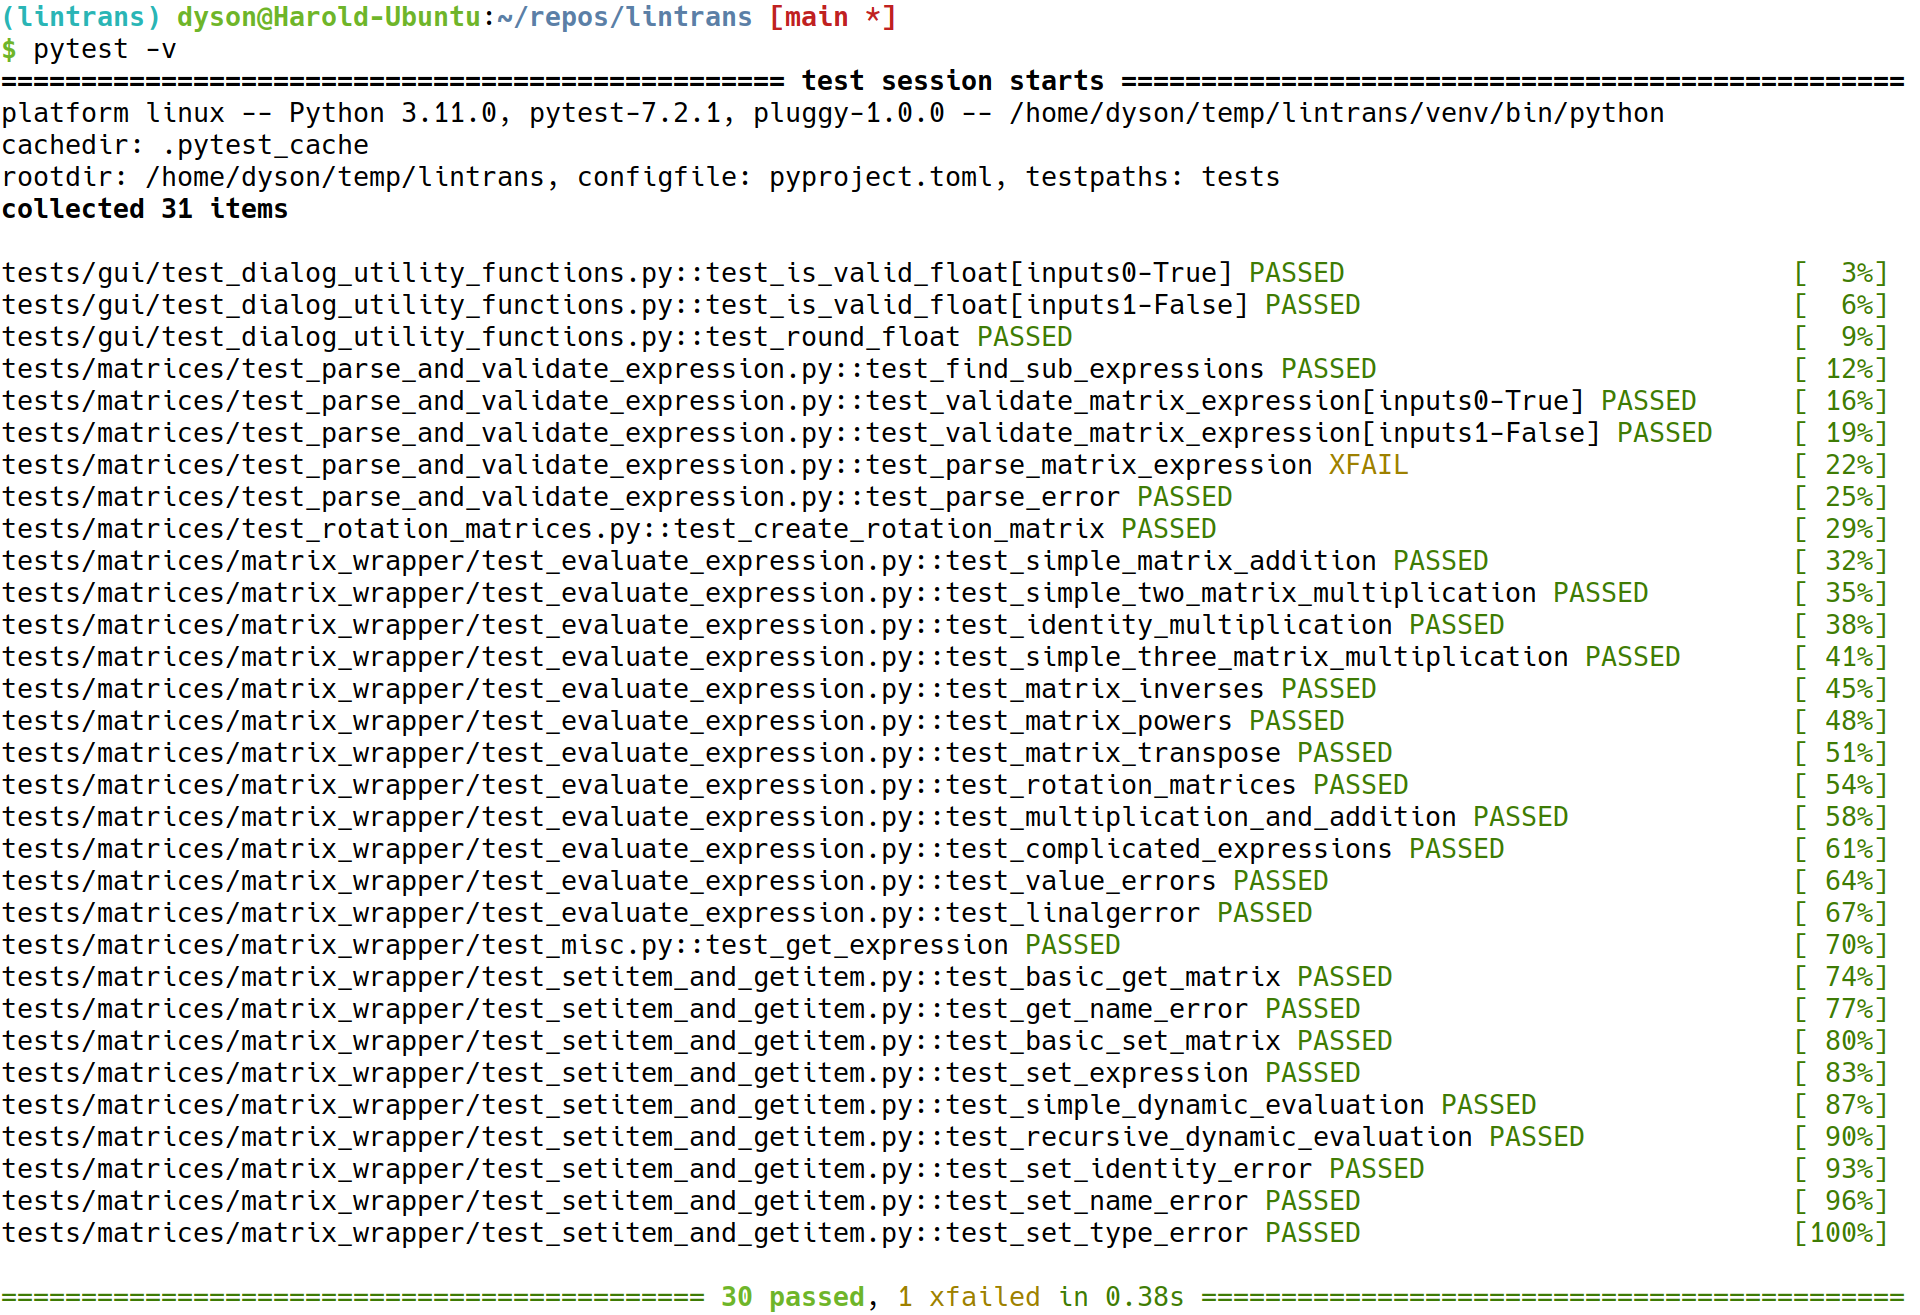 (lintrans) dyson@Harold-Ubuntu:~/repos/lintrans [main *]
$ pytest -v
================================================= test session starts =================================================
platform linux -- Python 3.11.0, pytest-7.2.1, pluggy-1.0.0 -- /home/dyson/temp/lintrans/venv/bin/python
cachedir: .pytest_cache
rootdir: /home/dyson/temp/lintrans, configfile: pyproject.toml, testpaths: tests
collected 31 items

tests/gui/test_dialog_utility_functions.py::test_is_valid_float[inputs0-True] PASSED [  3%]
tests/gui/test_dialog_utility_functions.py::test_is_valid_float[inputs1-False] PASSED [  6%]
tests/gui/test_dialog_utility_functions.py::test_round_float PASSED [  9%]
tests/matrices/test_parse_and_validate_expression.py::test_find_sub_expressions PASSED [ 12%]
tests/matrices/test_parse_and_validate_expression.py::test_validate_matrix_expression[inputs0-True] PASSED [ 16%]
tests/matrices/test_parse_and_validate_expression.py::test_validate_matrix_expression[inputs1-False] PASSED [ 19%]
tests/matrices/test_parse_and_validate_expression.py::test_parse_matrix_expression XFAIL [ 22%]
tests/matrices/test_parse_and_validate_expression.py::test_parse_error PASSED [ 25%]
tests/matrices/test_rotation_matrices.py::test_create_rotation_matrix PASSED [ 29%]
tests/matrices/matrix_wrapper/test_evaluate_expression.py::test_simple_matrix_addition PASSED [ 32%]
tests/matrices/matrix_wrapper/test_evaluate_expression.py::test_simple_two_matrix_multiplication PASSED [ 35%]
tests/matrices/matrix_wrapper/test_evaluate_expression.py::test_identity_multiplication PASSED [ 38%]
tests/matrices/matrix_wrapper/test_evaluate_expression.py::test_simple_three_matrix_multiplication PASSED [ 41%]
tests/matrices/matrix_wrapper/test_evaluate_expression.py::test_matrix_inverses PASSED [ 45%]
tests/matrices/matrix_wrapper/test_evaluate_expression.py::test_matrix_powers PASSED [ 48%]
tests/matrices/matrix_wrapper/test_evaluate_expression.py::test_matrix_transpose PASSED [ 51%]
tests/matrices/matrix_wrapper/test_evaluate_expression.py::test_rotation_matrices PASSED [ 54%]
tests/matrices/matrix_wrapper/test_evaluate_expression.py::test_multiplication_and_addition PASSED [ 58%]
tests/matrices/matrix_wrapper/test_evaluate_expression.py::test_complicated_expressions PASSED [ 61%]
tests/matrices/matrix_wrapper/test_evaluate_expression.py::test_value_errors PASSED [ 64%]
tests/matrices/matrix_wrapper/test_evaluate_expression.py::test_linalgerror PASSED [ 67%]
tests/matrices/matrix_wrapper/test_misc.py::test_get_expression PASSED [ 70%]
tests/matrices/matrix_wrapper/test_setitem_and_getitem.py::test_basic_get_matrix PASSED [ 74%]
tests/matrices/matrix_wrapper/test_setitem_and_getitem.py::test_get_name_error PASSED [ 77%]
tests/matrices/matrix_wrapper/test_setitem_and_getitem.py::test_basic_set_matrix PASSED [ 80%]
tests/matrices/matrix_wrapper/test_setitem_and_getitem.py::test_set_expression PASSED [ 83%]
tests/matrices/matrix_wrapper/test_setitem_and_getitem.py::test_simple_dynamic_evaluation PASSED [ 87%]
tests/matrices/matrix_wrapper/test_setitem_and_getitem.py::test_recursive_dynamic_evaluation PASSED [ 90%]
tests/matrices/matrix_wrapper/test_setitem_and_getitem.py::test_set_identity_error PASSED [ 93%]
tests/matrices/matrix_wrapper/test_setitem_and_getitem.py::test_set_name_error PASSED [ 96%]
tests/matrices/matrix_wrapper/test_setitem_and_getitem.py::test_set_type_error PASSED [100%]

============================================ 30 passed, 1 xfailed in 0.38s ============================================